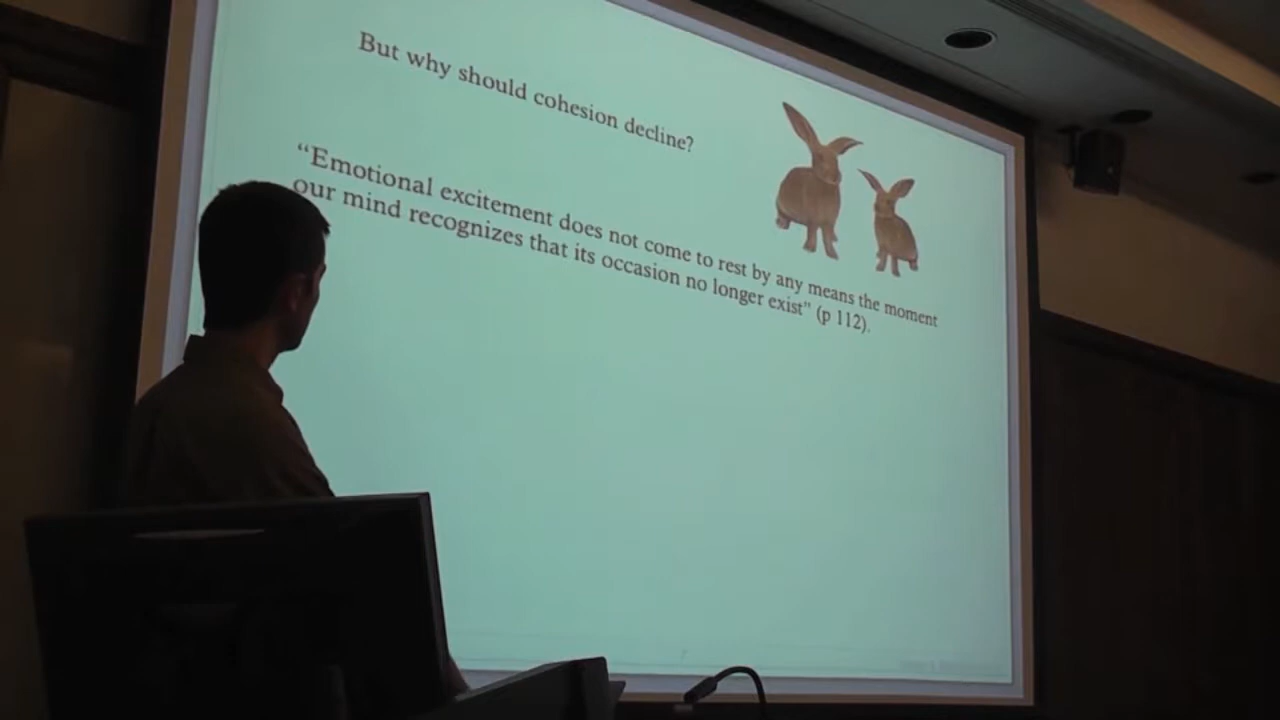 But why should cohesion decline?
“Emotional excitement does not come to rest by any means the moment
our mind recognizes that its occasion no longer exist” (p 112).